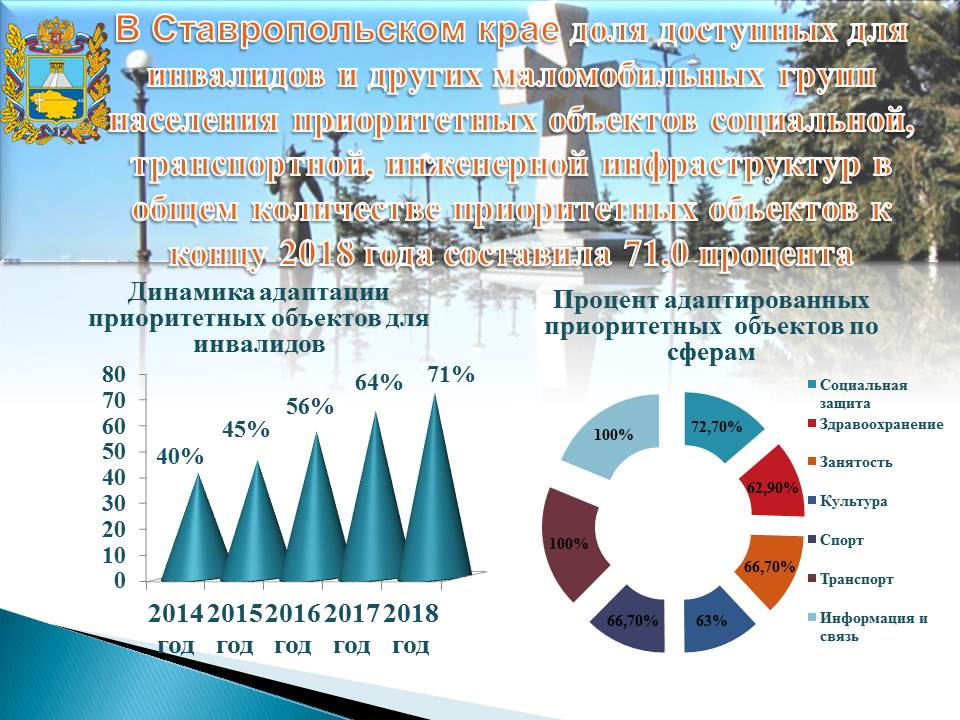 В Ставропольском крае доля доступных для
инвалидов и других маломобильных групп
населения приоритетных объектов социальной,
транспортной, инженерной инфраструктур в
общем количестве приоритетных объектов к
концу 2018 года составила 71,0 процента
Динамика адаптации
приоритетных объектов для
инвалидов
80
70
60
50
40
30
20
10
0
40%
45%
56%
64%
71%
2014 2015 2016 2017 2018
год год год год год
Процент адаптированных
приоритетных объектов по
сферам
72,70%
62,90%
66,70%
63%
66,70%
100%
100%
Социальная
защита
Здравоохранение
Занятость
Культура
Спорт
Транспорт
Информация и
связь